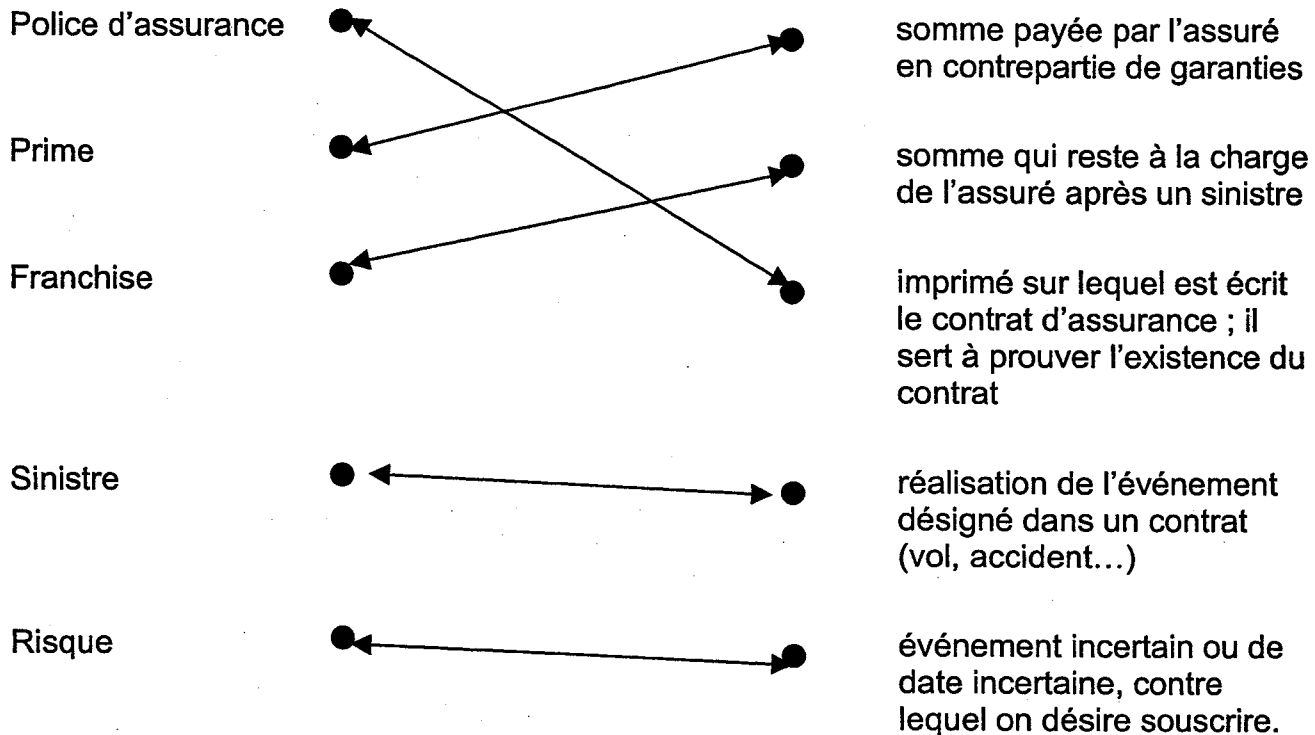 Police d'assurance
somme payée par l'assuré
en contrepartie de garanties
Prime
somme qui reste à la charge
de l'assuré après un sinistre
Franchise
imprimé sur lequel est écrit
le contrat d'assurance ; il
sert à prouver l'existence du
contrat
Sinistre
réalisation de l'événement
désigné dans un contrat
(vol, accident…)
Risque
événement incertain ou de
date incertaine, contre
lequel on désire souscrire.